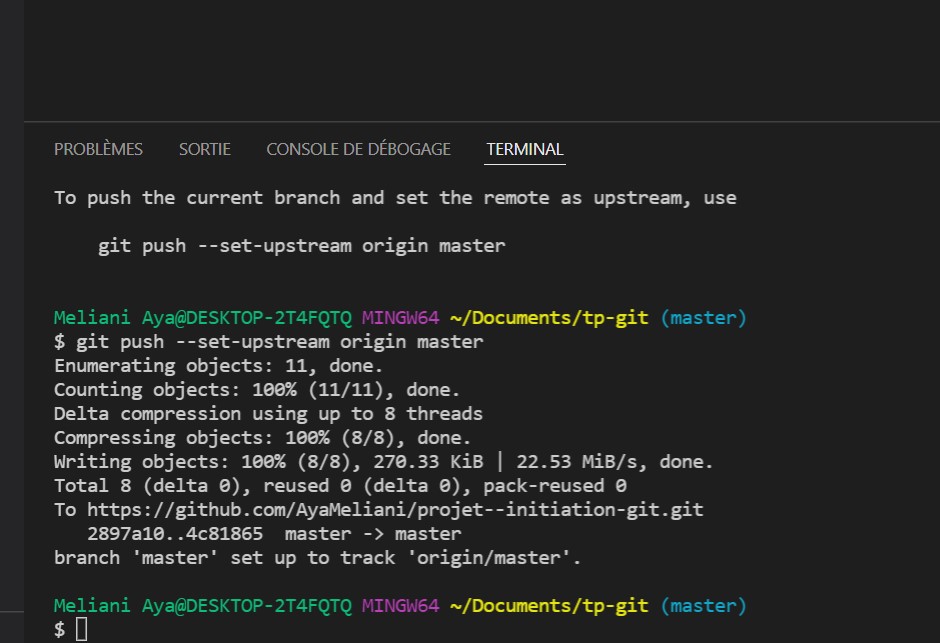 PROBLÈMES SORTIE CONSOLE DE DÉBOGAGE TERMINAL
To push the current branch and set the remote as upstream, use
git push --set-upstream origin master
Meliani Aya@DESKTOP-2T4FQTQ MINGW64 ~/Documents/tp-git (master)
$ git push --set-upstream origin master
Enumerating objects: 11, done.
Counting objects: 100% (11/11), done.
Delta compression using up to 8 threads
Compressing objects: 100% (8/8), done.
Writing objects: 100% (8/8), 270.33 KiB | 22.53 MiB/s, done.
Total 8 (delta 0), reused 0 (delta 0), pack-reused 0
To https://github.com/AyaMeliani/projet--initiation-git.git
2897a10..4c81865 master -> master
branch 'master' set up to track 'origin/master'.
Meliani Aya@DESKTOP-2T4FQTQ MINGW64 ~/Documents/tp-git (master)
$